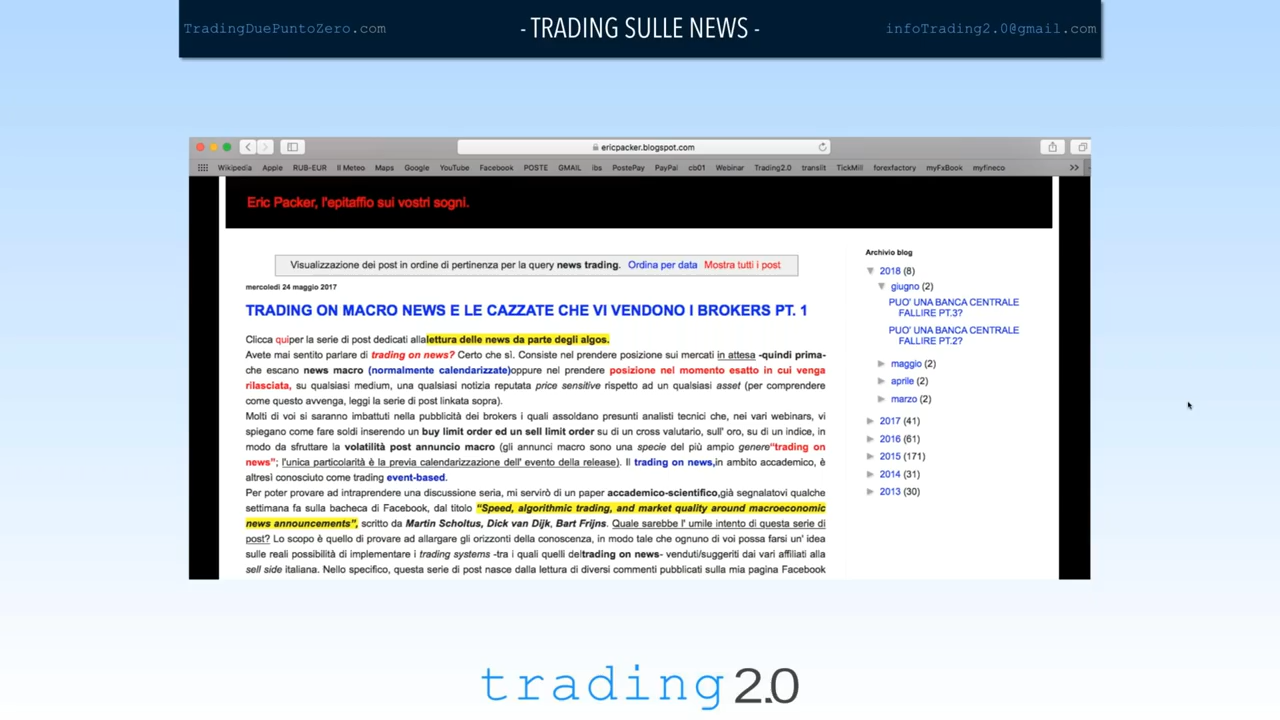 TradingDuePuntoZero.com
- TRADING SULLE NEWS -
infoTrading2.0@gmail.com
ericpacker.blogspot.com
Wikipedia Apple RUB-EUR Il Meteo Maps Google YouTube Facebook POSTE GMAIL ibs PostePay PayPal cb01 Webinar Trading2.0 translit TickMill forexfactory myFxBook myfineco >>
Eric Packer, l'epitaffio sui vostri sogni.
Visualizzazione dei post in ordine di pertinenza per la query news trading. Ordina per data Mostra tutti i post
mercoledì 24 maggio 2017
TRADING ON MACRO NEWS E LE CAZZATE CHE VI VENDONO I BROKERS PT. 1
Clicca quiper la serie di post dedicati allalettura delle news da parte degli algos.
Avete mai sentito parlare di trading on news? Certo che sì. Consiste nel prendere posizione sui mercati in attesa -quindi prima-
che escano news macro (normalmente calendarizzate)oppure nel prendere posizione nel momento esatto in cui venga
rilasciata, su qualsiasi medium, una qualsiasi notizia reputata price sensitive rispetto ad un qualsiasi asset (per comprendere
come questo avvenga, leggi la serie di post linkata sopra).
Molti di voi si saranno imbattuti nella pubblicità dei brokers i quali assoldano presunti analisti tecnici che, nei vari webinars, vi
spiegano come fare soldi inserendo un buy limit order ed un sell limit order su di un cross valutario, sull' oro, su di un indice, in
modo da sfruttare la volatilità post annuncio macro (gli annunci macro sono una specie del più ampio genere"trading on
news"; l'unica particolarità è la previa calendarizzazione dell' evento della release). Il trading on news,in ambito accademico, è
altresì conosciuto come trading event-based.
Per poter provare ad intraprendere una discussione seria, mi servirò di un paper accademico-scientifico,già segnalatovi qualche
settimana fa sulla bacheca di Facebook, dal titolo "Speed, algorithmic trading, and market quality around macroeconomic
news announcements", scritto da Martin Scholtus, Dick van Dijk, Bart Frijns. Quale sarebbe l' umile intento di questa serie di
post? Lo scopo è quello di provare ad allargare gli orizzonti della conoscenza, in modo tale che ognuno di voi possa farsi un' idea
sulle reali possibilità di implementare i trading systems -tra i quali quelli deltrading on news- venduti/suggeriti dai vari affiliati alla
sell side italiana. Nello specifico, questa serie di post nasce dalla lettura di diversi commenti pubblicati sulla mia pagina Facebook
Archivio blog
▼ 2018 (8)
▼ giugno (2)
PUO' UNA BANCA CENTRALE
FALLIRE PT.3?
PUO' UNA BANCA CENTRALE
FALLIRE PT.2?
► maggio (2)
► aprile (2)
► marzo (2)
► 2017 (41)
► 2016 (61)
► 2015 (171)
► 2014 (31)
► 2013 (30)
trading 2.0